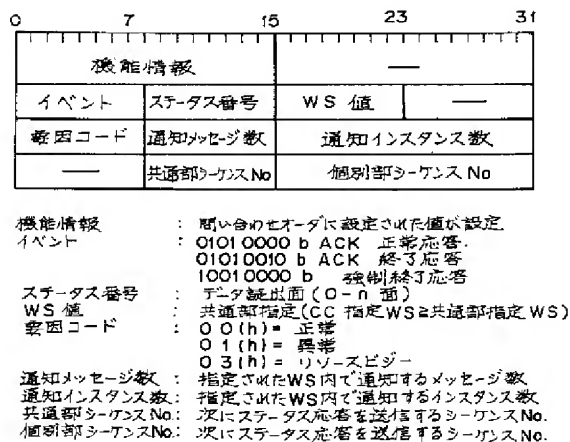 0 7 15 23 31
機能情報 —
イベント ステータス番号 WS 値 —
要因コード 通知メッセージ数 通知インスタンス数
— 共通部シーケンスNo 個別部シーケンスNo
機能情報 : 問い合わせオーダに設定された値が設定
イベント : 01010000 b ACK 正常応答.
01010010 b ACK 終了応答
10010000 b 強制終了応答
ステータス番号 : データ読出面(0-n 面)
WS 値 : 共通部指定(CC 指定WS≧共通部指定WS)
要因コード : 00(h)= 正常
01(h)= 異常
03(h)= リソースビジー
通知メッセージ数 : 指定されたWS内で通知するメッセージ数
通知インスタンス数: 指定されたWS内で通知するインスタンス数
共通部シーケンスNo.: 次にステータス応答を送信するシーケンスNo.
個別部シーケンスNo.: 次にステータス応答を送信するシーケンスNo.